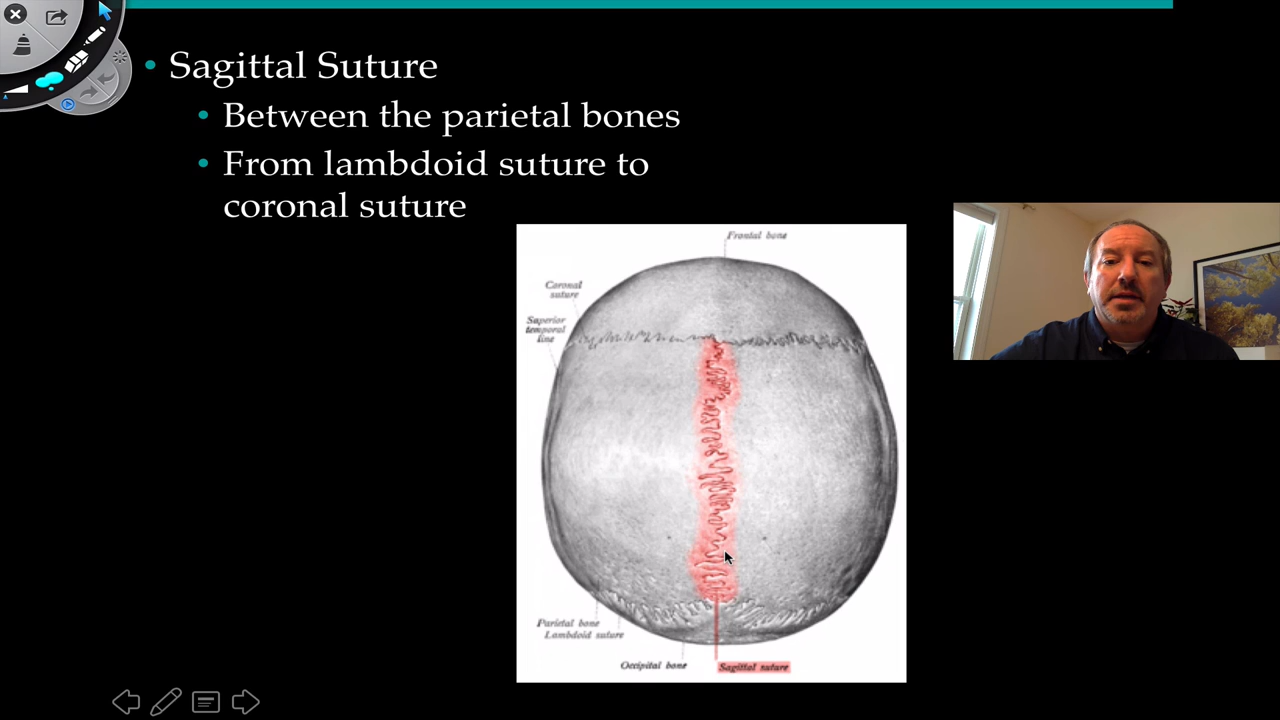 Sagittal Suture
Between the parietal bones
From lambdoid suture to
coronal suture
Frontal bone
Coronal
suture
Superior
temporal
line
Parietal bone
Lambdoid suture
Occipital bone
Sagittal suture